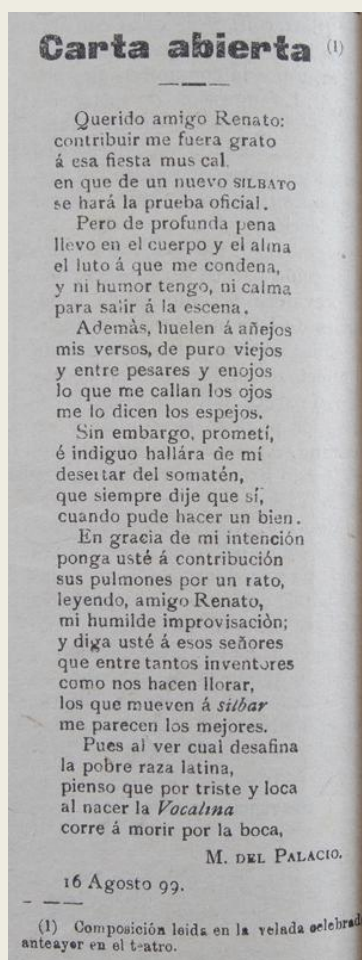 Carta abierta (1)
Querido amigo Renato:
contribuir me fuera grato
á esa fiesta mus cal.
en que de un nuevo SILBATO
se hará la prueba oficial.
Pero de profunda pena
llevo en el cuerpo y el alma
el luto á que me condena,
y ni humor tengo, ni calma
para salir á la escena.
Además, huelen á añejos
mis versos, de puro viejos
y entre pesares y enojos
lo que me callan los ojos
me lo dicen los espejos.
Sin embargo, prometí,
é indiguo hallára de mí
desertar del somatén,
que siempre dije que sí,
cuando pude hacer un bien.
En gracia de mi intención
ponga usté á contribución
sus pulmones por un rato,
leyendo, amigo Renato,
mi humilde improvisaciòn;
y diga usté á esos señores
que entre tantos inventores
como nos hacen llorar,
los que mueven á silbar
me parecen los mejores.
Pues al ver cual desafina
la pobre raza latina,
pienso que por triste y loca
al nacer la Vocalina
corre á morir por la boca,
M. DEL PALACIO.
16 Agosto 99.
(1) Composición leida en la velada celebrad
anteayer en el teatro.